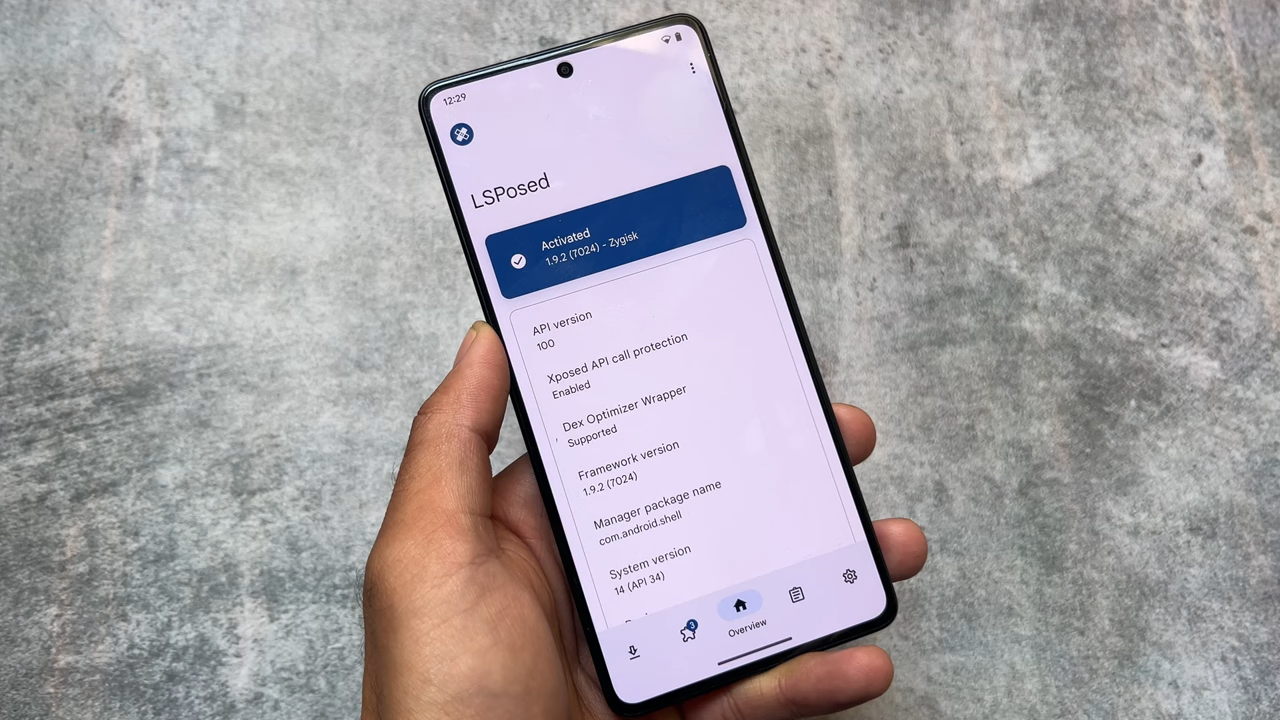 12:29
LSPosed
Activated
1.9.2 (7024) - Zygisk
API version
100
Xposed API call protection
Enabled
Dex Optimizer Wrapper
Supported
Framework version
1.9.2 (7024)
Manager package name
com.android.shell
System version
14 (API 34)
3
Overview